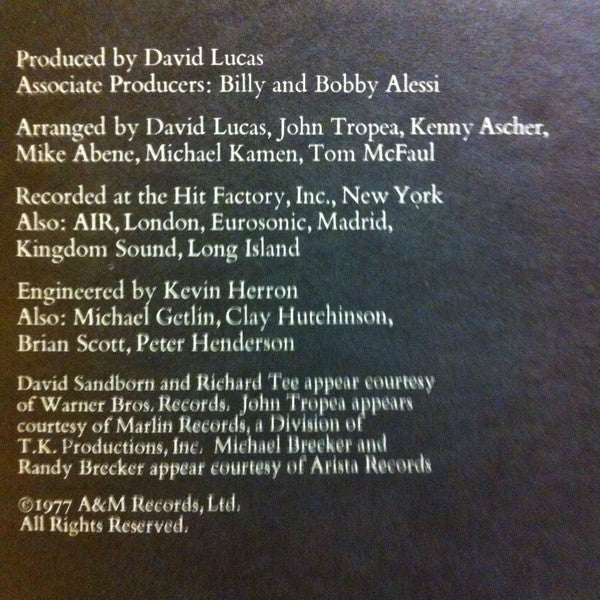 Produced by David Lucas
Associate Producers: Billy and Bobby Alessi
Arranged by David Lucas, John Tropea, Kenny Ascher,
Mike Abene, Michael Kamen, Tom McFaul
Recorded at the Hit Factory, Inc., New York
Also: AIR, London, Eurosonic, Madrid,
Kingdom Sound, Long Island
Engineered by Kevin Herron
Also: Michael Getlin, Clay Hutchinson,
Brian Scott, Peter Henderson
David Sandborn and Richard Tee appear courtesy
of Warner Bros. Records. John Tropea appears
courtesy of Marlin Records, a Division of
T.K. Productions, Inc. Michael Brecker and
Randy Brecker appear courtesy of Arista Records
©1977 A&M Records, Ltd.
All Rights Reserved.